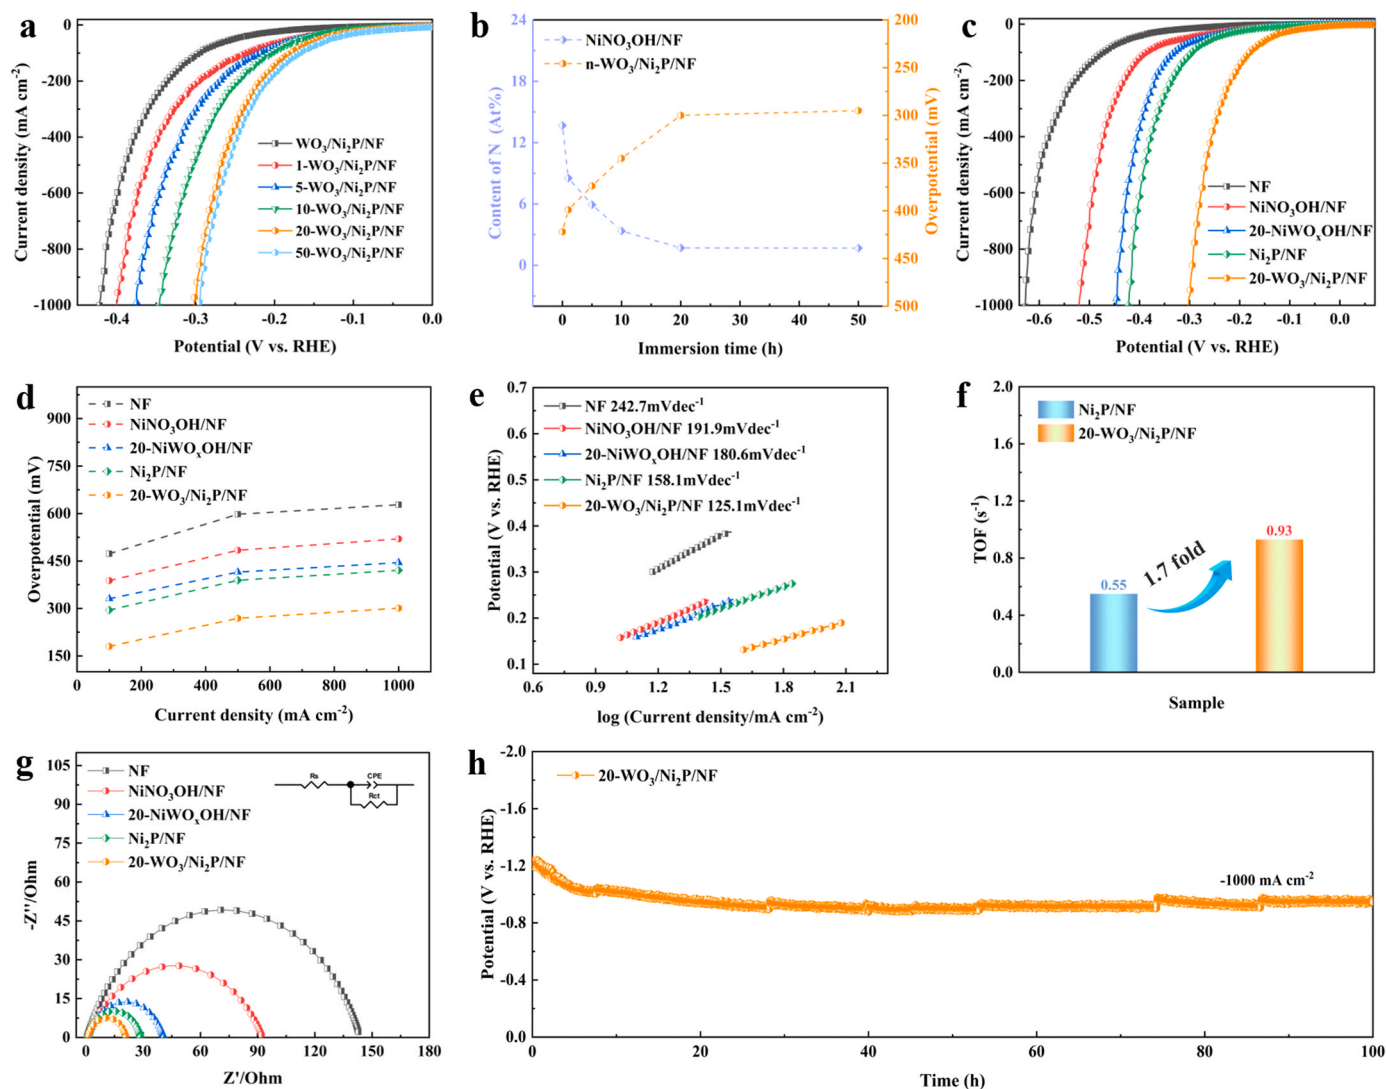 a
0
-200
-400
-600
-800
-1000
Current density (mA cm⁻²)
-0.4
-0.3
-0.2
-0.1
0.0
Potential (V vs. RHE)
WO₃/Ni₂P/NF
1-WO₃/Ni₂P/NF
5-WO₃/Ni₂P/NF
10-WO₃/Ni₂P/NF
20-WO₃/Ni₂P/NF
50-WO₃/Ni₂P/NF
b
24
18
12
6
0
Content of N (At%)
NiNO₃OH/NF
n-WO₃/Ni₂P/NF
200
250
300
350
400
450
500
Overpotential (mV)
0
10
20
30
40
50
Immersion time (h)
c
0
-200
-400
-600
-800
-1000
Current density (mA cm⁻²)
-0.6
-0.5
-0.4
-0.3
-0.2
-0.1
0.0
Potential (V vs. RHE)
NF
NiNO₃OH/NF
20-NiWOₓOH/NF
Ni₂P/NF
20-WO₃/Ni₂P/NF
d
900
750
600
450
300
150
Overpotential (mV)
NF
NiNO₃OH/NF
20-NiWOₓOH/NF
Ni₂P/NF
20-WO₃/Ni₂P/NF
0
200
400
600
800
1000
Current density (mA cm⁻²)
e
0.7
0.6
0.5
0.4
0.3
0.2
0.1
Potential (V vs. RHE)
NF 242.7mVdec⁻¹
NiNO₃OH/NF 191.9mVdec⁻¹
20-NiWOₓOH/NF 180.6mVdec⁻¹
Ni₂P/NF 158.1mVdec⁻¹
20-WO₃/Ni₂P/NF 125.1mVdec⁻¹
0.6
0.9
1.2
1.5
1.8
2.1
log (Current density/mA cm⁻²)
f
2.0
1.6
1.2
0.8
0.4
0.0
TOF (s⁻¹)
Ni₂P/NF
20-WO₃/Ni₂P/NF
0.55
1.7 fold
0.93
Sample
g
105
90
75
60
45
30
15
0
-Z''/Ohm
NF
NiNO₃OH/NF
20-NiWOₓOH/NF
Ni₂P/NF
20-WO₃/Ni₂P/NF
Rs
CPE
Rct
0
30
60
90
120
150
180
Z'/Ohm
h
-2.0
-1.6
-1.2
-0.8
-0.4
0.0
Potential (V vs. RHE)
20-WO₃/Ni₂P/NF
-1000 mA cm⁻²
0
20
40
60
80
100
Time (h)